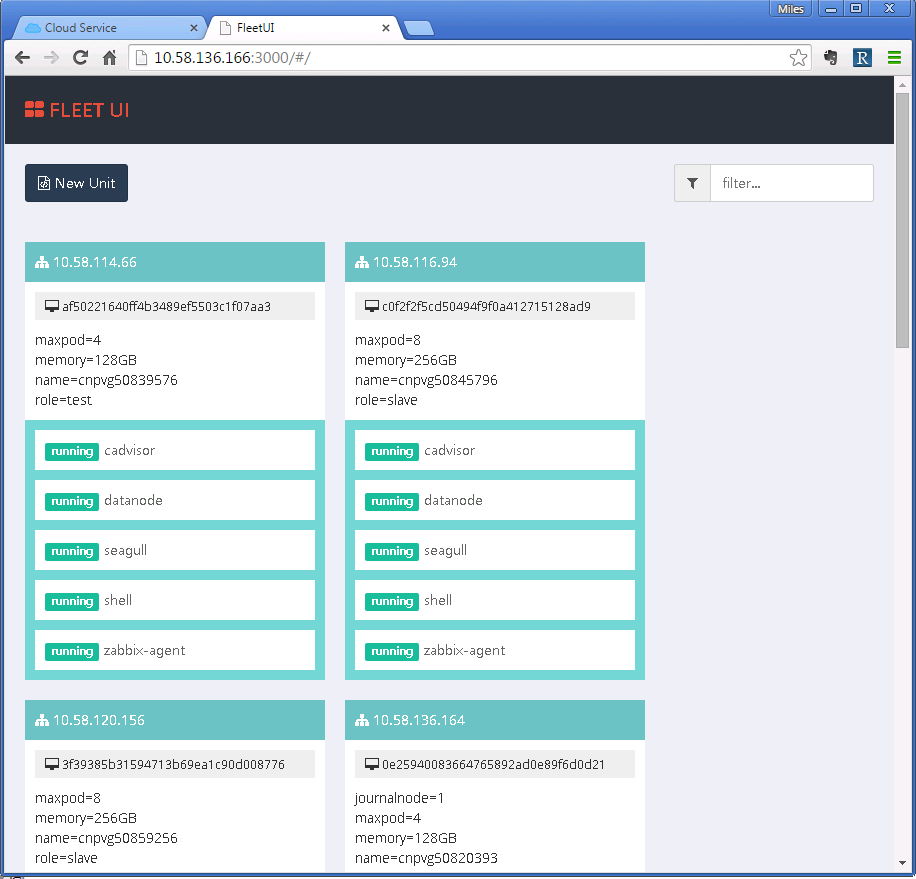 Miles
Cloud Service
FleetUI
10.58.136.166:3000/#/
R
FLEET UI
New Unit
filter...
10.58.114.66
af50221640ff4b3489ef5503c1f07aa3
maxpod=4
memory=128GB
name=cnpvg50839576
role=test
running cadvisor
running datanode
running seagull
running shell
running zabbix-agent
10.58.116.94
c0f2f2f5cd50494f9f0a412715128ad9
maxpod=8
memory=256GB
name=cnpvg50845796
role=slave
running cadvisor
running datanode
running seagull
running shell
running zabbix-agent
10.58.120.156
3f39385b31594713b69ea1c90d008776
maxpod=8
memory=256GB
name=cnpvg50859256
role=slave
10.58.136.164
0e25940083664765892ad0e89f6d0d21
journalnode=1
maxpod=4
memory=128GB
name=cnpvg50820393